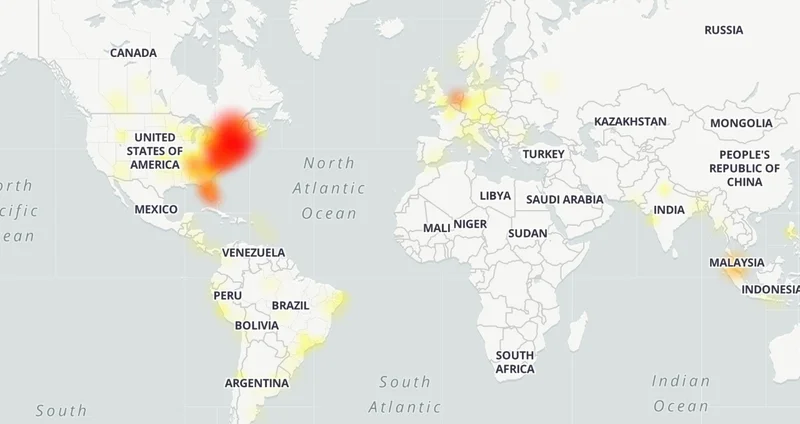 RUSSIA
CANADA
KAZAKHSTAN
MONGOLIA
UNITED
STATES OF
AMERICA
North
Atlantic
Ocean
TURKEY
PEOPLE'S
REPUBLIC OF
CHINA
orth
cific
ean
MEXICO
LIBYA
SAUDI ARABIA
INDIA
MALI
NIGER
SUDAN
VENEZUELA
MALAYSIA
INDONESIA
PERU
BRAZIL
BOLIVIA
SOUTH
AFRICA
ARGENTINA
South
Atlantic
Indian
Ocean
South